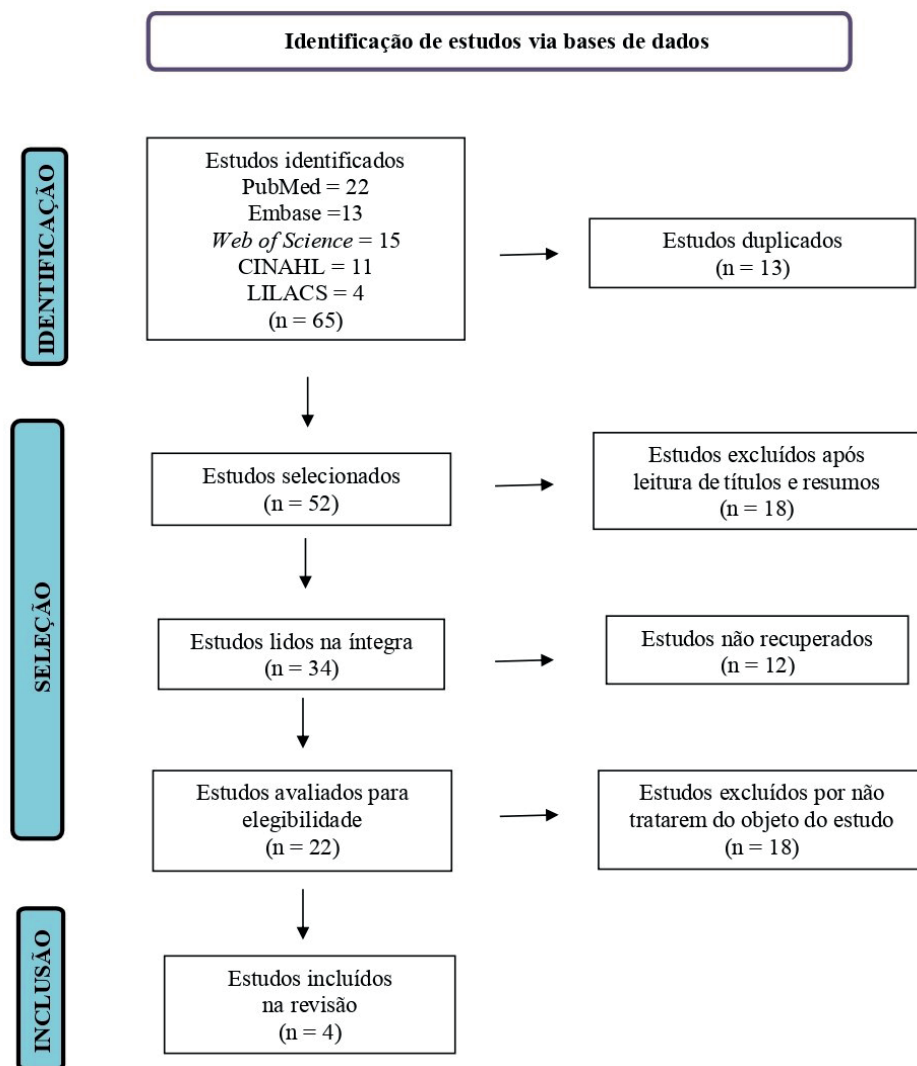 Identificação de estudos via bases de dados
IDENTIFICAÇÃO
Estudos identificados
PubMed = 22
Embase =13
Web of Science = 15
CINAHL = 11
LILACS = 4
(n = 65)
Estudos duplicados
(n = 13)
SELEÇÃO
Estudos selecionados
(n = 52)
Estudos excluídos após
leitura de títulos e resumos
(n = 18)
Estudos lidos na íntegra
(n = 34)
Estudos não recuperados
(n = 12)
Estudos avaliados para
elegibilidade
(n = 22)
Estudos excluídos por não
tratarem do objeto do estudo
(n = 18)
INCLUSÃO
Estudos incluídos
na revisão
(n = 4)